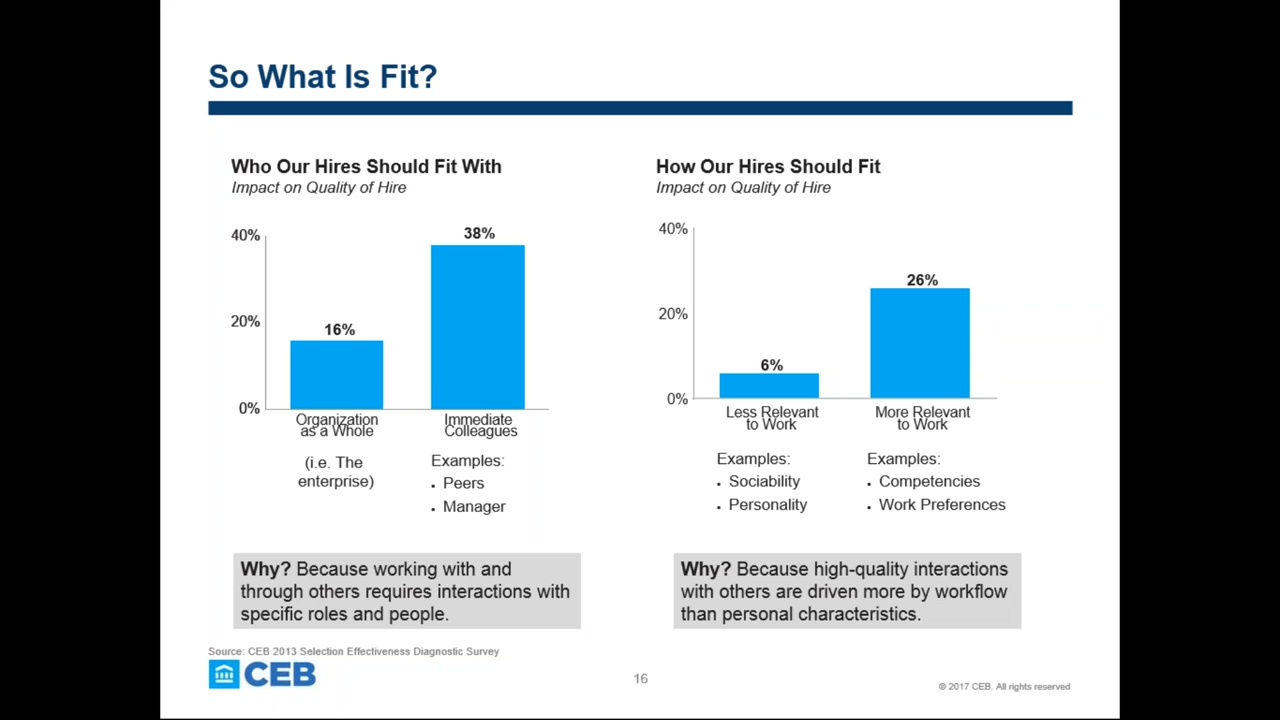 So What Is Fit?
Who Our Hires Should Fit With
Impact on Quality of Hire
40%
38%
20%
16%
0%
Organization
as a Whole
Immediate
Colleagues
(i.e. The
enterprise)
Examples:
• Peers
• Manager
Why? Because working with and
through others requires interactions with
specific roles and people.
How Our Hires Should Fit
Impact on Quality of Hire
40%
26%
20%
6%
0%
Less Relevant
to Work
More Relevant
to Work
Examples:
• Sociability
• Personality
Examples:
• Competencies
• Work Preferences
Why? Because high-quality interactions
with others are driven more by workflow
than personal characteristics.
Source: CEB 2013 Selection Effectiveness Diagnostic Survey
CEB
16
© 2017 CEB. All rights reserved